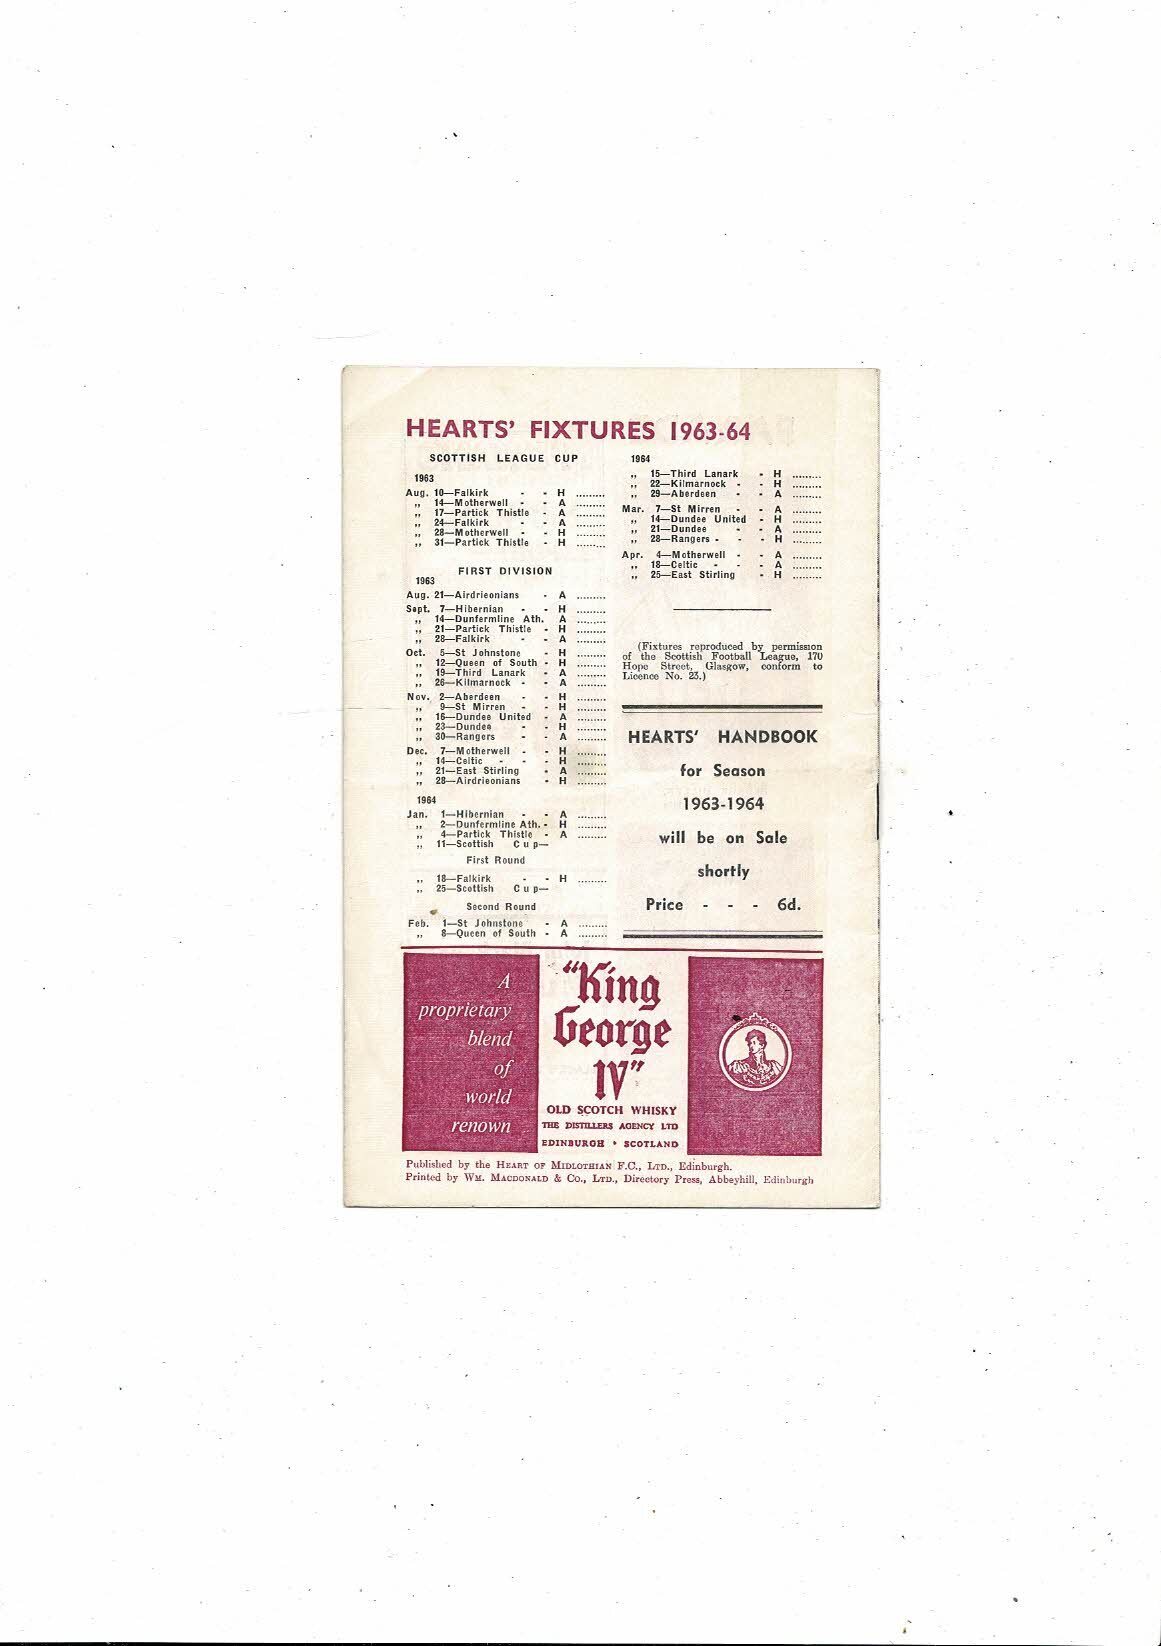 HEARTS' FIXTURES 1963-64
SCOTTISH LEAGUE CUP
1963
Aug. 10—Falkirk - - H .........
„ 14—Motherwell - - A .........
„ 17—Partick Thistle - A .........
„ 24—Falkirk - - A .........
„ 28—Motherwell - - H .........
„ 31—Partick Thistle - H .........
FIRST DIVISION
1963
Aug. 21—Airdrieonians - A .........
Sept. 7—Hibernian - - H .........
„ 14—Dunfermline Ath. A .........
„ 21—Partick Thistle - H .........
„ 28—Falkirk - - A .........
Oct. 5—St Johnstone - H .........
„ 12—Queen of South - H .........
„ 19—Third Lanark - A .........
„ 26—Kilmarnock - - A .........
Nov. 2—Aberdeen - - H .........
„ 9—St Mirren - - H .........
„ 16—Dundee United - A .........
„ 23—Dundee - - H .........
„ 30—Rangers - - A .........
Dec. 7—Motherwell - - H .........
„ 14—Celtic - - - H .........
„ 21—East Stirling - A .........
„ 28—Airdrieonians - H .........
1964
Jan. 1—Hibernian - - A .........
„ 2—Dunfermline Ath. - H .........
„ 4—Partick Thistle - A .........
„ 11—Scottish Cup—
First Round
„ 18—Falkirk - - H .........
„ 25—Scottish Cup—
Second Round
Feb. 1—St Johnstone - A .........
„ 8—Queen of South - A .........
1964
„ 15—Third Lanark - H .........
„ 22—Kilmarnock - - H .........
„ 29—Aberdeen - - A .........
Mar. 7—St Mirren - - A .........
„ 14—Dundee United - H .........
„ 21—Dundee - - A .........
„ 28—Rangers - - - H .........
Apr. 4—Motherwell - - A .........
„ 18—Celtic - - - A .........
„ 25—East Stirling - H .........
(Fixtures reproduced by permission
of the Scottish Football League, 170
Hope Street, Glasgow, conform to
Licence No. 23.)
HEARTS' HANDBOOK
for Season
1963-1964
will be on Sale
shortly
Price - - - 6d.
A
proprietary
blend
of
world
renown
"King
George
IV"
OLD SCOTCH WHISKY
THE DISTILLERS AGENCY LTD
EDINBURGH • SCOTLAND
Published by the HEART OF MIDLOTHIAN F.C., LTD., Edinburgh.
Printed by WM. MACDONALD & CO., LTD., Directory Press, Abbeyhill, Edinburgh